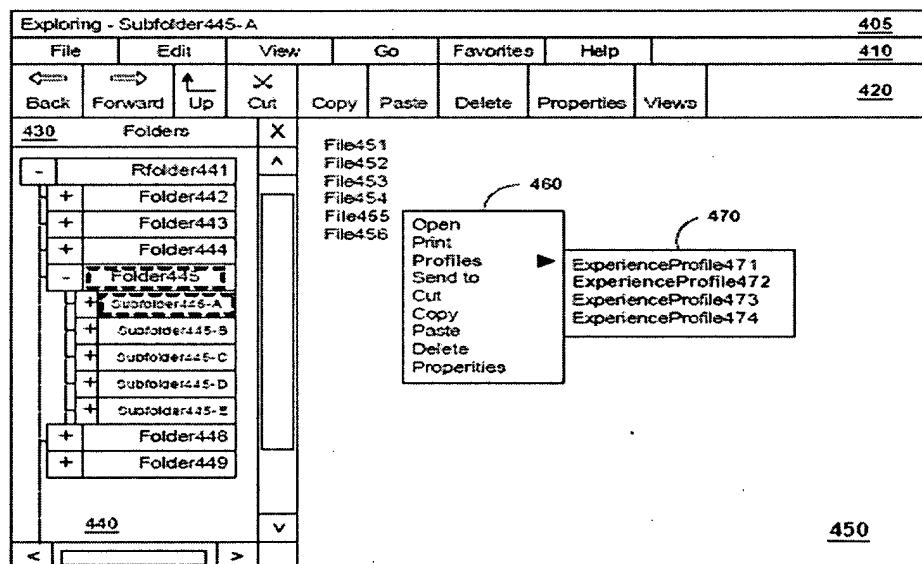 Exploring - Subfolder445-A 405
File Edit View Go Favorites Help 410
Back Forward Up Cut Copy Paste Delete Properties Views 420
430 Folders X
Rfolder441
Folder442
Folder443
Folder444
Folder445
Subfolder445-A
Subfolder445-B
Subfolder445-C
Subfolder445-D
Subfolder445-E
Folder448
Folder449
440
File451
File452
File453
File454
File455
File456
460
Open
Print
Profiles
Send to
Cut
Copy
Paste
Delete
Properities
470
ExperienceProfile471
ExperienceProfile472
ExperienceProfile473
ExperienceProfile474
450